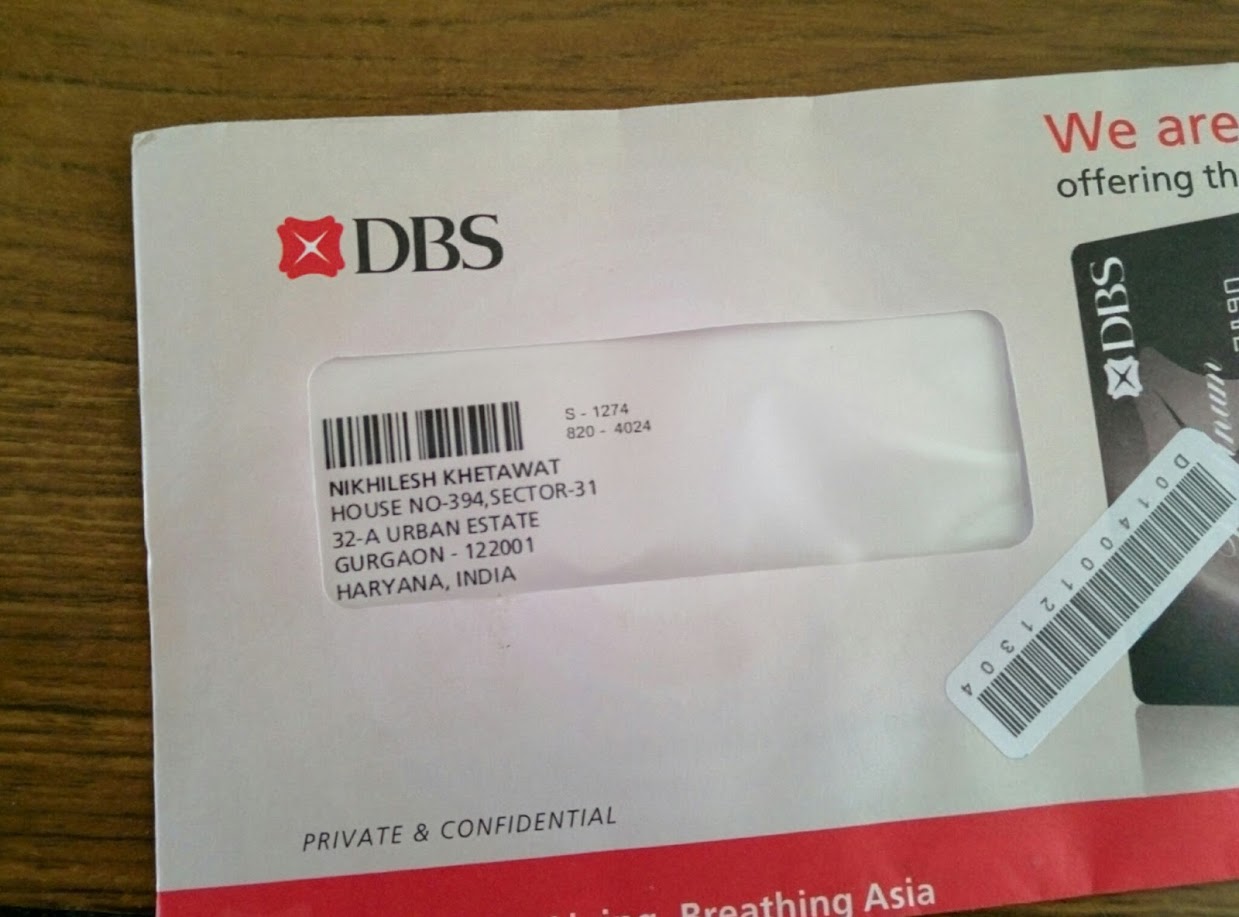 We are
offering th
DBS
DBS
S - 1274
820 - 4024
NIKHILESH KHETAWAT
HOUSE NO-394,SECTOR-31
32-A URBAN ESTATE
GURGAON - 122001
HARYANA, INDIA
D01400121304
PRIVATE & CONFIDENTIAL
Breathing Asia